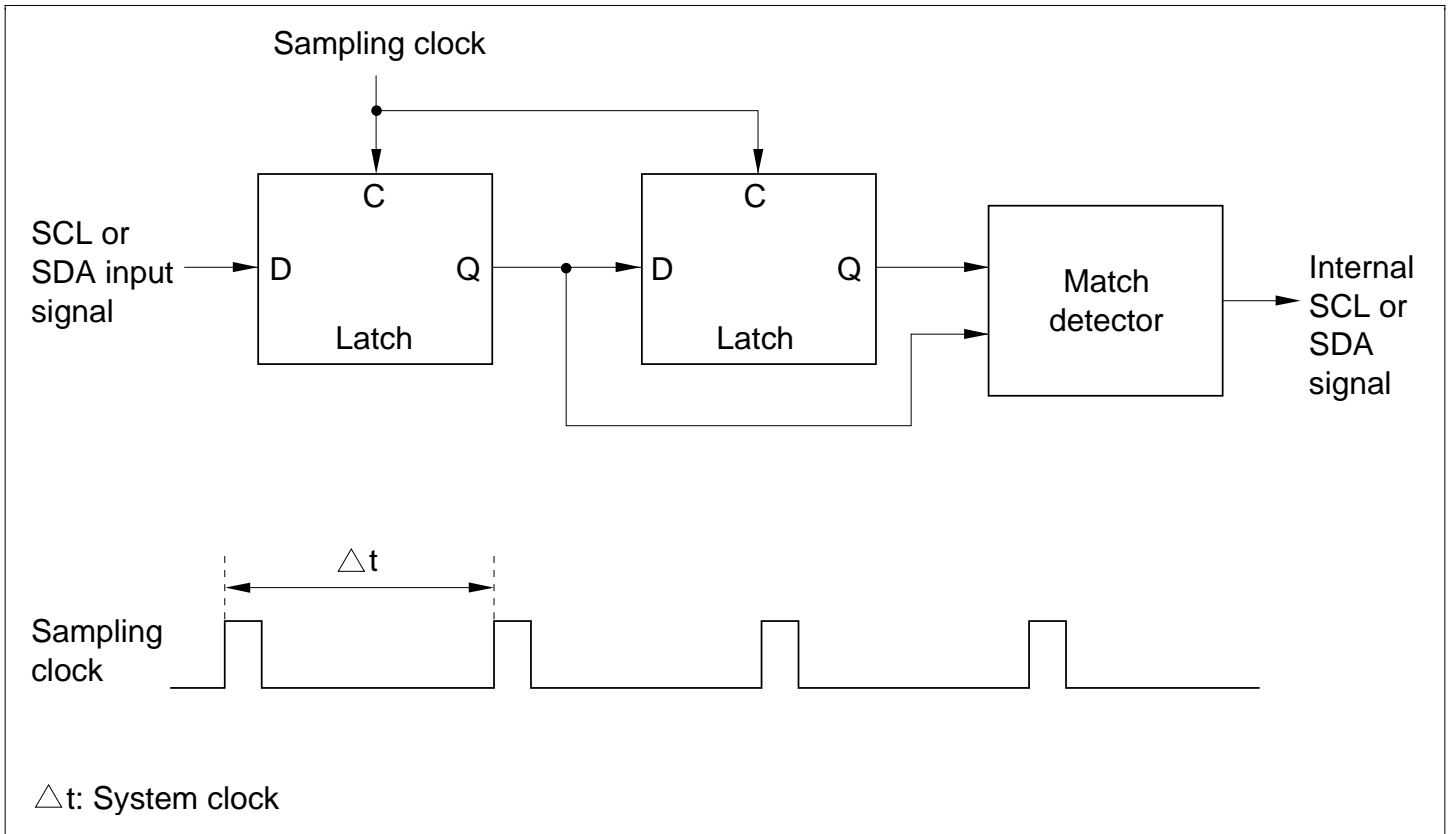 Sampling clock
C
C
SCL or
SDA input
signal
D
Q
D
Q
Latch
Latch
Match
detector
Internal
SCL or
SDA
signal
△t
Sampling
clock
△t: System clock